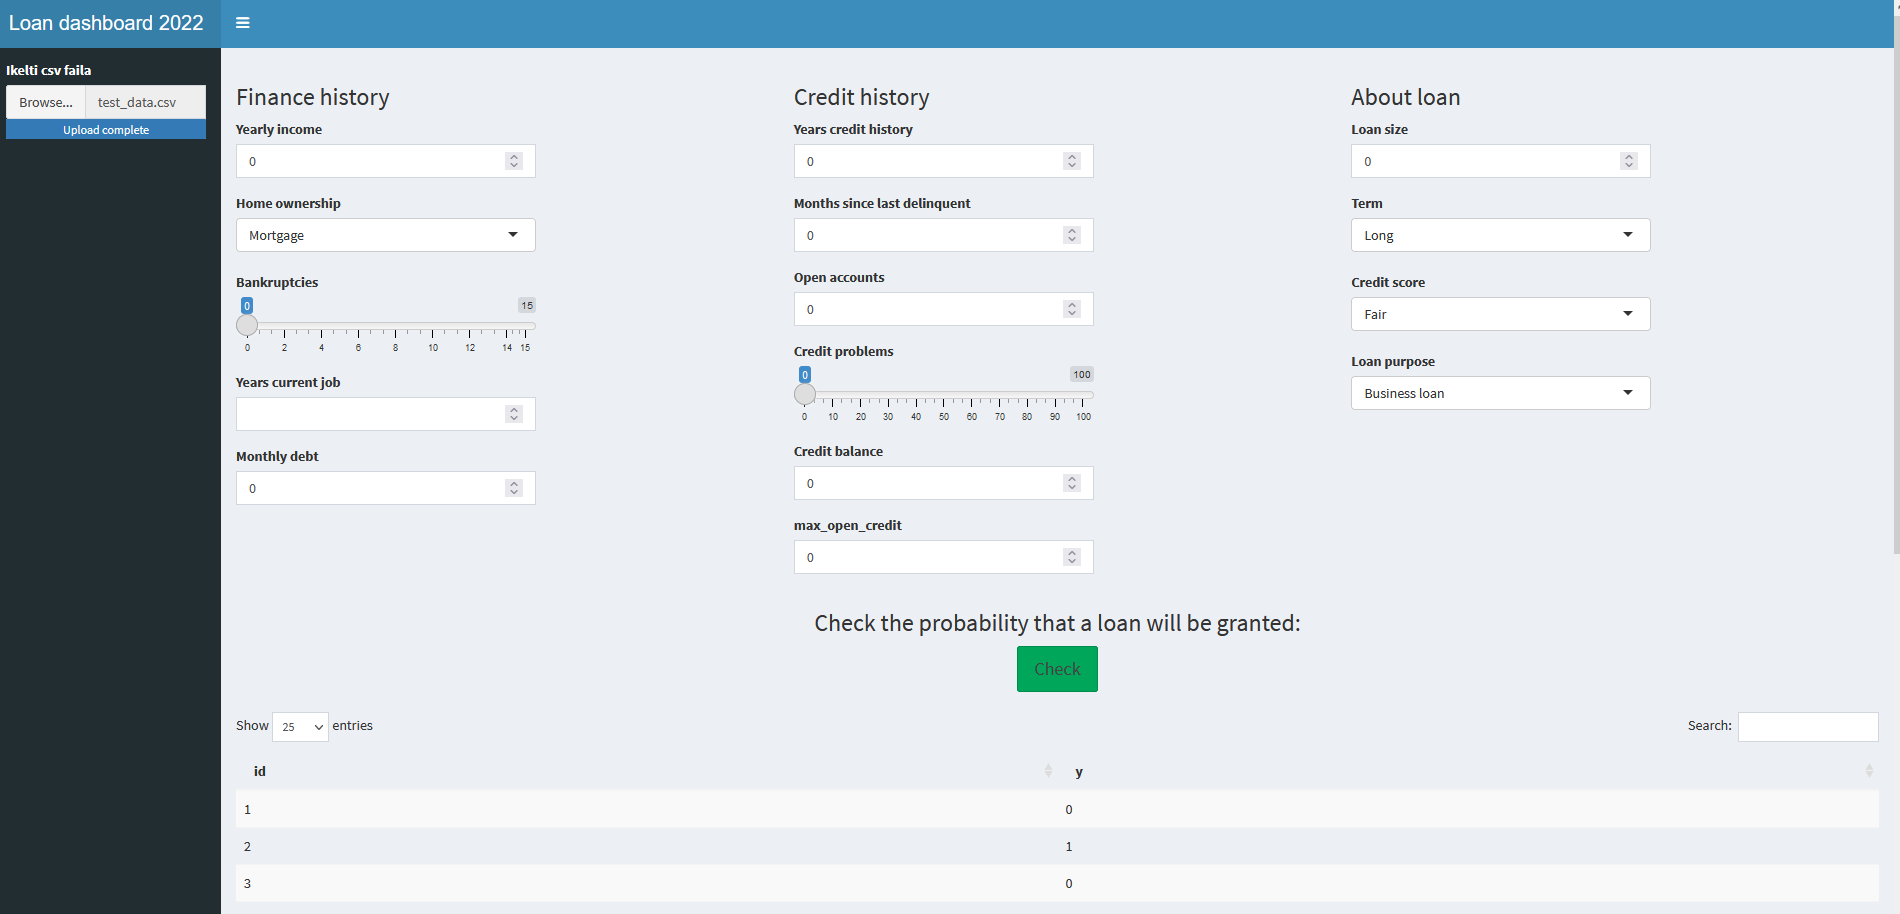 Loan dashboard 2022
Ikelti csv faila
Browse... test_data.csv
Upload complete
Finance history
Yearly income
0
Home ownership
Mortgage
Bankruptcies
0 15
0 2 4 6 8 10 12 14 15
Years current job
Monthly debt
0
Credit history
Years credit history
0
Months since last delinquent
0
Open accounts
0
Credit problems
0 100
0 10 20 30 40 50 60 70 80 90 100
Credit balance
0
max_open_credit
0
About loan
Loan size
0
Term
Long
Credit score
Fair
Loan purpose
Business loan
Check the probability that a loan will be granted:
Check
Show 25 entries Search:
id y
1 0
2 1
3 0